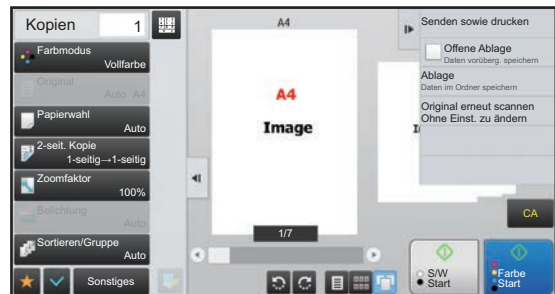 Kopien 1
Farbmodus
Vollfarbe
Original
Auto A4
Papierwahl
Auto
2-seit. Kopie
1-seitig→1-seitig
Zoomfaktor
100%
Belichtung
Auto
Sortieren/Gruppe
Auto
Sonstiges
A4
A4
Image
1/7
Senden sowie drucken
Offene Ablage
Daten vorüberg. speichern
Ablage
Daten im Ordner speichern
Original erneut scannen
Ohne Einst. zu ändern
CA
S/W
Start
Farbe
Start